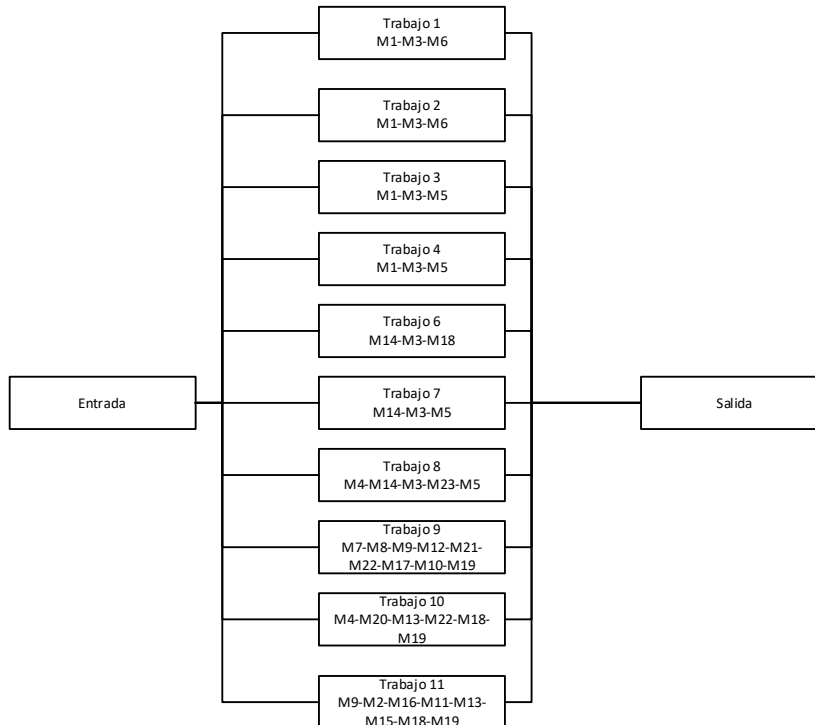 Trabajo 1
M1-M3-M6
Trabajo 2
M1-M3-M6
Trabajo 3
M1-M3-M5
Trabajo 4
M1-M3-M5
Trabajo 6
M14-M3-M18
Entrada
Trabajo 7
M14-M3-M5
Salida
Trabajo 8
M4-M14-M3-M23-M5
Trabajo 9
M7-M8-M9-M12-M21-
M22-M17-M10-M19
Trabajo 10
M4-M20-M13-M22-M18-
M19
Trabajo 11
M9-M2-M16-M11-M13-
M15-M18-M19